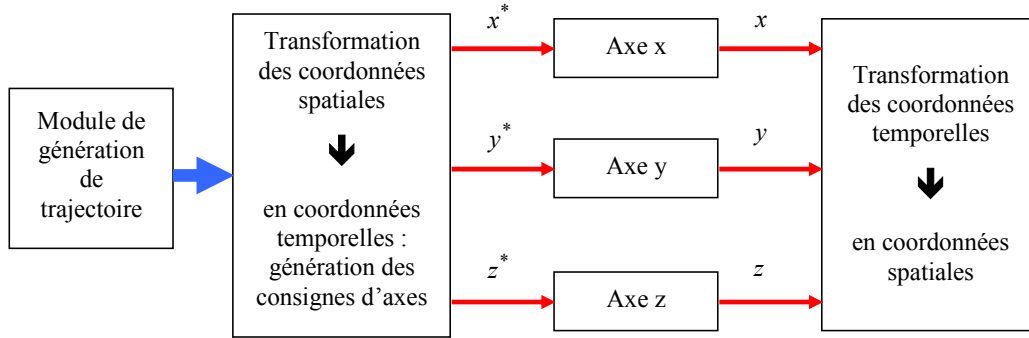 Module de
génération
de
trajectoire
Transformation
des coordonnées
spatiales
en coordonnées
temporelles :
génération des
consignes d’axes
x*
Axe x
x
y*
Axe y
y
z*
Axe z
z
Transformation
des coordonnées
temporelles
en coordonnées
spatiales